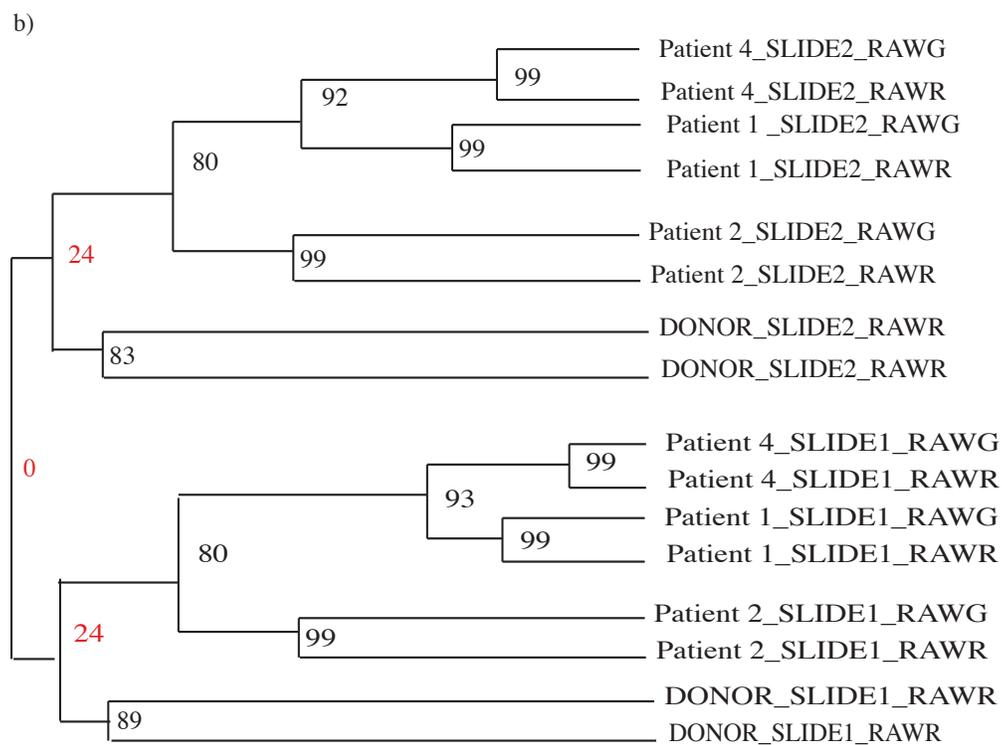 b)
Patient 4_SLIDE2_RAWG
99
92
Patient 4_SLIDE2_RAWR
Patient 1 _SLIDE2_RAWG
99
80
Patient 1_SLIDE2_RAWR
Patient 2_SLIDE2_RAWG
24
99
Patient 2_SLIDE2_RAWR
DONOR_SLIDE2_RAWR
83
DONOR_SLIDE2_RAWR
Patient 4_SLIDE1_RAWG
0
99
Patient 4_SLIDE1_RAWR
93
Patient 1_SLIDE1_RAWG
99
80
Patient 1_SLIDE1_RAWR
Patient 2_SLIDE1_RAWG
24
99
Patient 2_SLIDE1_RAWR
DONOR_SLIDE1_RAWR
89
DONOR_SLIDE1_RAWR